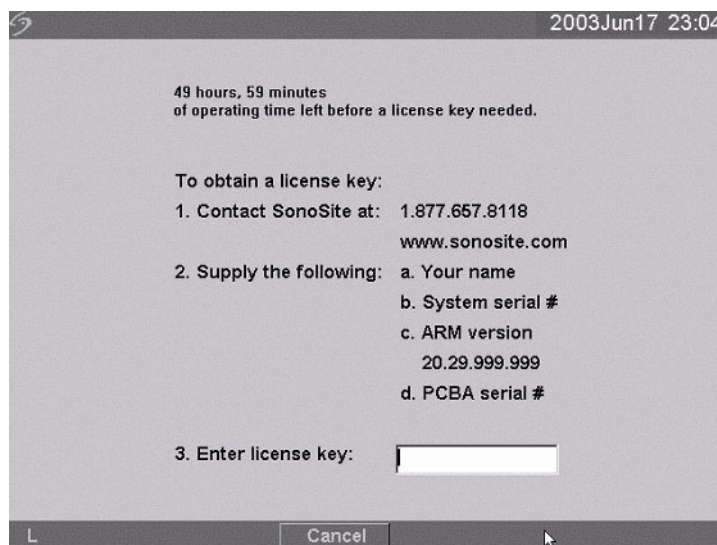 2003Jun17 23:04
49 hours, 59 minutes
of operating time left before a license key needed.
To obtain a license key:
1. Contact SonoSite at: 1.877.657.8118
www.sonosite.com
2. Supply the following: a. Your name
b. System serial #
c. ARM version
20.29.999.999
d. PCBA serial #
3. Enter license key:
L Cancel